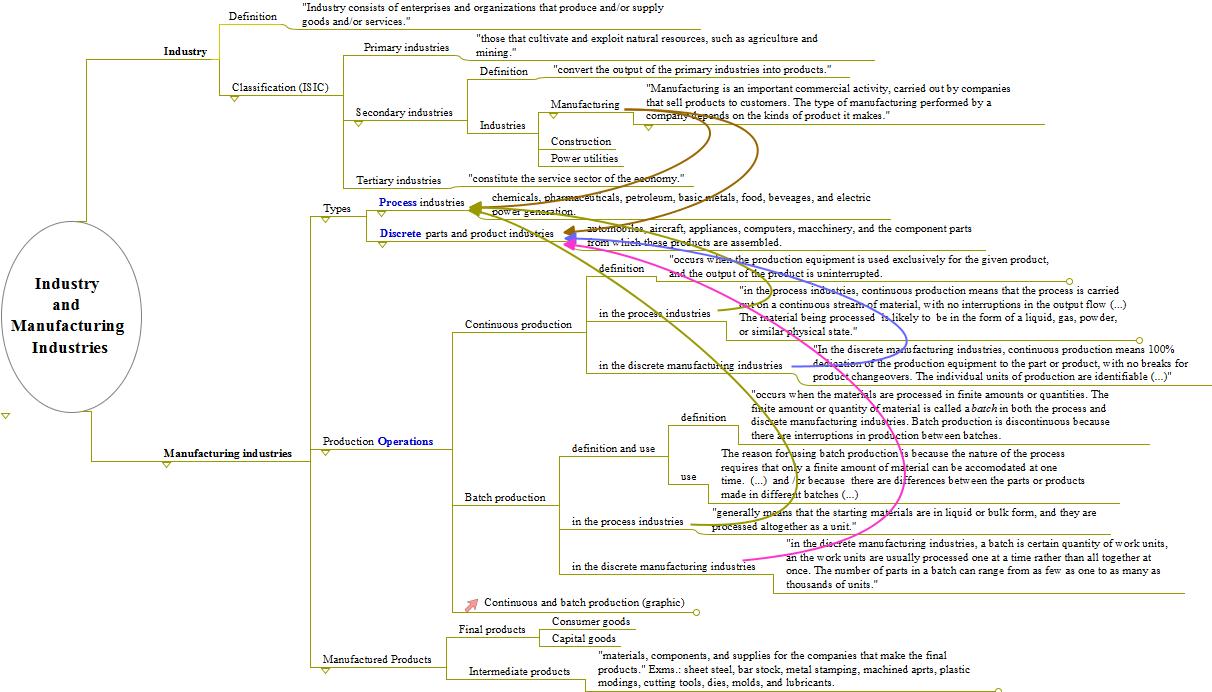 Industry
and
Manufacturing
Industries
Industry
Definition
"Industry consists of enterprises and organizations that produce and/or supply
goods and/or services."
Classification (ISIC)
Primary industries
"those that cultivate and exploit natural resources, such as agriculture and
mining."
Secondary industries
Definition
"convert the output of the primary industries into products."
Industries
Manufacturing
"Manufacturing is an important commercial activity, carried out by companies
that sell products to customers. The type of manufacturing performed by a
company depends on the kinds of product it makes."
Construction
Power utilities
Tertiary industries
"constitute the service sector of the economy."
Manufacturing industries
Types
Process industries
chemicals, pharmaceuticals, petroleum, basic metals, food, beveages, and electric
power generation.
Discrete parts and product industries
automobiles, aircraft, appliances, computers, macchinery, and the component parts
from which these products are assembled.
Production Operations
Continuous production
definition
"occurs when the production equipment is used exclusively for the given product,
and the output of the product is uninterrupted.
in the process industries
"in the process industries, continuous production means that the process is carried
out on a continuous stream of material, with no interruptions in the output flow (...)
The material being processed is likely to be in the form of a liquid, gas, powder,
or similar physical state."
in the discrete manufacturing industries
"In the discrete manufacturing industries, continuous production means 100%
dedication of the production equipment to the part or product, with no breaks for
product changeovers. The individual units of production are identifiable (...)"
Batch production
definition and use
definition
"occurs when the materials are processed in finite amounts or quantities. The
finite amount or quantity of material is called a batch in both the process and
discrete manufacturing industries. Batch production is discontinuous because
there are interruptions in production between batches.
use
The reason for using batch production is because the nature of the process
requires that only a finite amount of material can be accomodated at one
time. (...) and /or because there are differences between the parts or products
made in different batches (...)
in the process industries
"generally means that the starting materials are in liquid or bulk form, and they are
processed altogether as a unit."
in the discrete manufacturing industries
"in the discrete manufacturing industries, a batch is certain quantity of work units,
an the work units are usually processed one at a time rather than all together at
once. The number of parts in a batch can range from as few as one to as many as
thousands of units."
Continuous and batch production (graphic)
Manufactured Products
Final products
Consumer goods
Capital goods
Intermediate products
"materials, components, and supplies for the companies that make the final
products." Exms.: sheet steel, bar stock, metal stamping, machined aprts, plastic
modings, cutting tools, dies, molds, and lubricants.